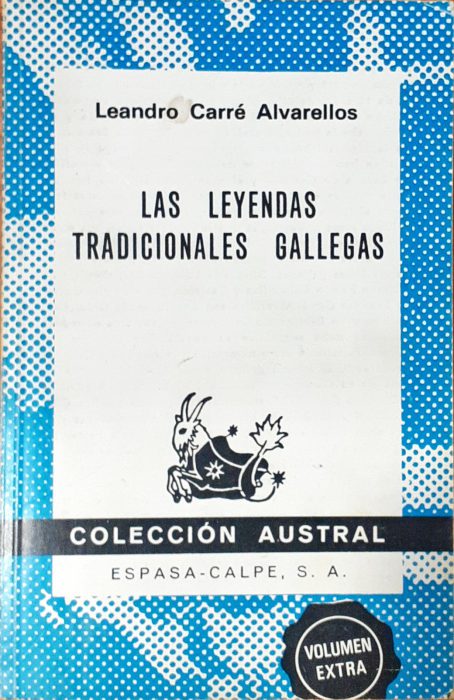 Leandro Carré Alvarellos
LAS LEYENDAS
TRADICIONALES GALLEGAS
COLECCIÓN AUSTRAL
ESPASA-CALPE, S. A.
VOLUMEN
EXTRA